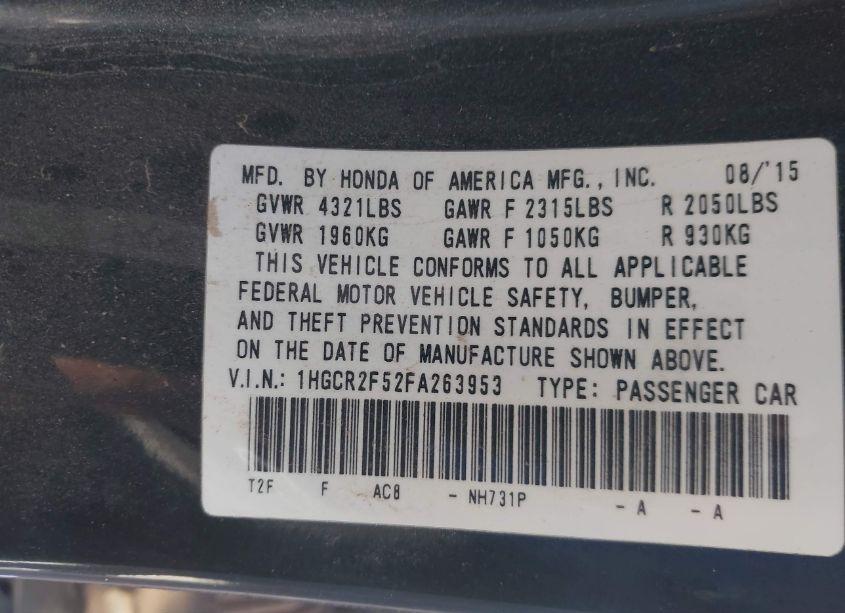 MFD. BY HONDA OF AMERICA MFG., INC. 08/'15
GVWR 4321LBS GAWR F 2315LBS R 2050LBS
GVWR 1960KG GAWR F 1050KG R 930KG
THIS VEHICLE CONFORMS TO ALL APPLICABLE
FEDERAL MOTOR VEHICLE SAFETY, BUMPER,
AND THEFT PREVENTION STANDARDS IN EFFECT
ON THE DATE OF MANUFACTURE SHOWN ABOVE.
V.I.N.: 1HGCR2F52FA263953 TYPE: PASSENGER CAR
T2F F AC8 - NH731P - A - A